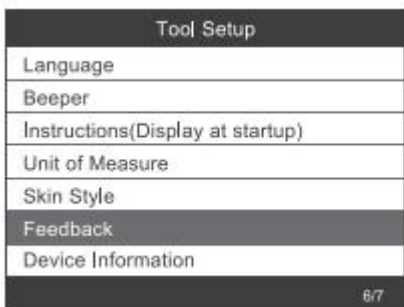 Tool Setup
Language
Beeper
Instructions(Display at startup)
Unit of Measure
Skin Style
Feedback
Device Information
6/7